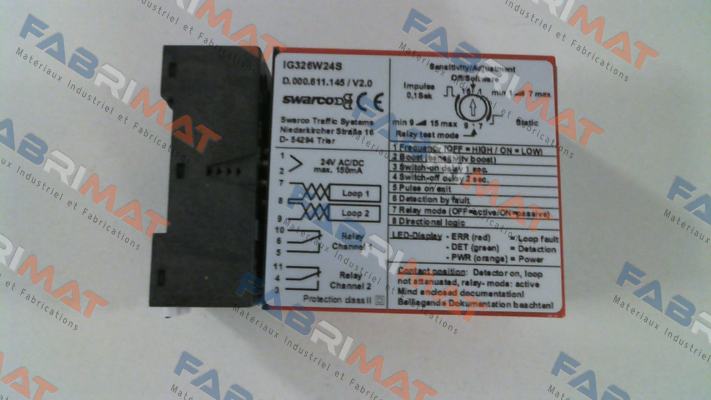 IG326W24S
D.000.611.145 / V2.0
swarco
Swarco Traffic Systems
Niederkircher Straße 16
D- 54294 Trier
24V AC/DC
max. 150mA
Loop 1
Loop 2
Relay
Channel 1
Relay
Channel 2
Protection class II
1
2
7
8
9
10
6
5
11
4
3
Sensitivity/Adjustment
Off/Software
Impulse
0,1Sek
min 1 7 max
min 9 15 max
Static
Relay test mode
1 Frequency (OFF = HIGH / ON = LOW)
2 Boost (sensitivity boost)
3 Switch-on delay 1 sec.
4 Switch-off delay 2 sec.
5 Pulse on exit
6 Detection by fault
7 Relay mode (OFF=active/ON=passive)
8 Directional logic
LED-Display - ERR (red) = Loop fault
- DET (green) = Detection
- PWR (orange) = Power
Contact position: Detector on, loop
not attenuated, relay- mode: active
Mind enclosed documentation!
Beiliegende Dokumentation beachten!
FABRIMAT
Materiaux Industriel et Fabrications